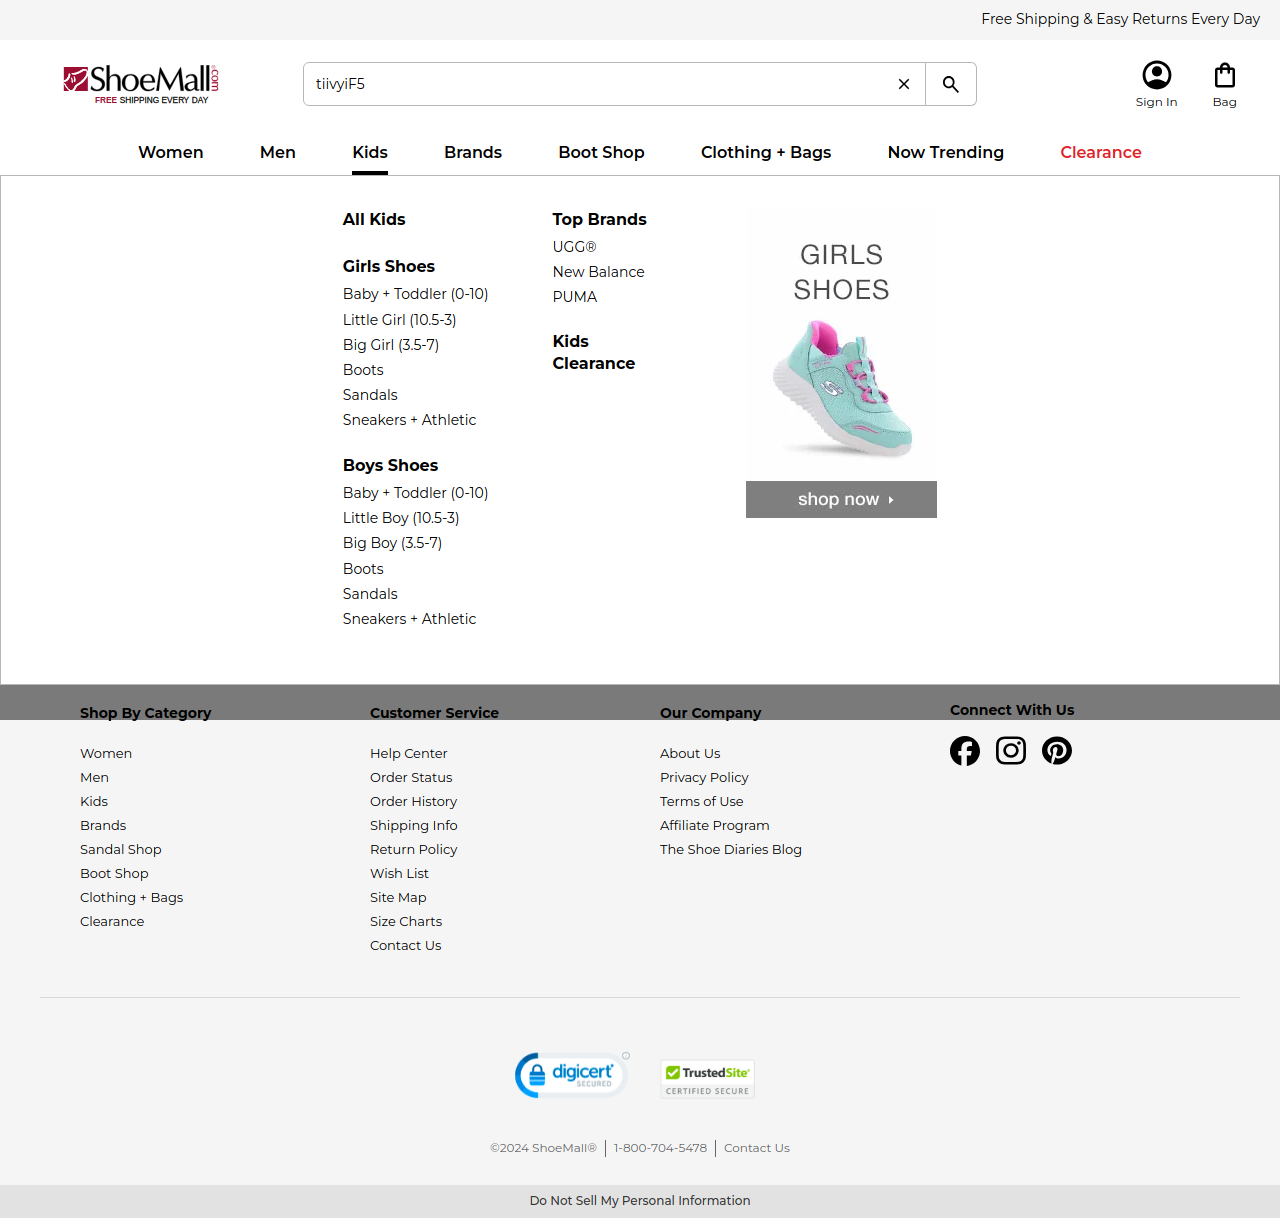 Free Shipping & Easy Returns Every Day
ShoeMall.com
FREE SHIPPING EVERY DAY
tiivyiF5
Sign In
Bag
Women
Men
Kids
Brands
Boot Shop
Clothing + Bags
Now Trending
Clearance
All Kids
Girls Shoes
Baby + Toddler (0-10)
Little Girl (10.5-3)
Big Girl (3.5-7)
Boots
Sandals
Sneakers + Athletic
Boys Shoes
Baby + Toddler (0-10)
Little Boy (10.5-3)
Big Boy (3.5-7)
Boots
Sandals
Sneakers + Athletic
Top Brands
UGG®
New Balance
PUMA
Kids
Clearance
GIRLS
SHOES
shop now
Shop By Category
Women
Men
Kids
Brands
Sandal Shop
Boot Shop
Clothing + Bags
Clearance
Customer Service
Help Center
Order Status
Order History
Shipping Info
Return Policy
Wish List
Site Map
Size Charts
Contact Us
Our Company
About Us
Privacy Policy
Terms of Use
Affiliate Program
The Shoe Diaries Blog
Connect With Us
digicert
SECURED
TrustedSite
CERTIFIED SECURE
©2024 ShoeMall®
1-800-704-5478
Contact Us
Do Not Sell My Personal Information